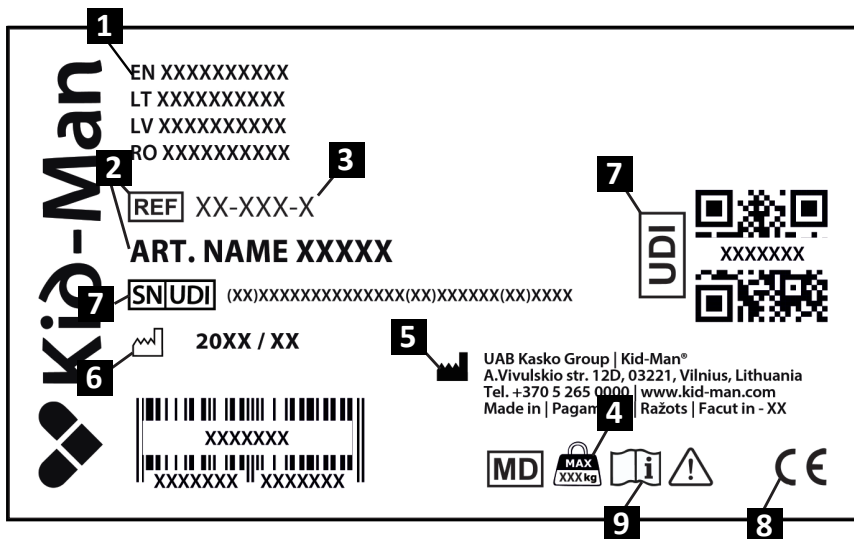 1
EN XXXXXXXXXX
LT XXXXXXXXXX
LV XXXXXXXXXX
RO XXXXXXXXXX
Kid-Man
2
3
REF XX-XXX-X
ART. NAME XXXXX
7
SN UDI (XX)XXXXXXXXXXXXXX(XX)XXXXXX(XX)XXXX
7
UDI
XXXXXXX
6
20XX / XX
5
UAB Kasko Group | Kid-Man®
A.Vivulskio str. 12D, 03221, Vilnius, Lithuania
Tel. +370 5 265 0000 | www.kid-man.com
Made in | Ražots | Facut in - XX
4
XXXXXXX
XXXXXXX XXXXXXX
MD
MAX
XXX kg
i
!
CE
9
8